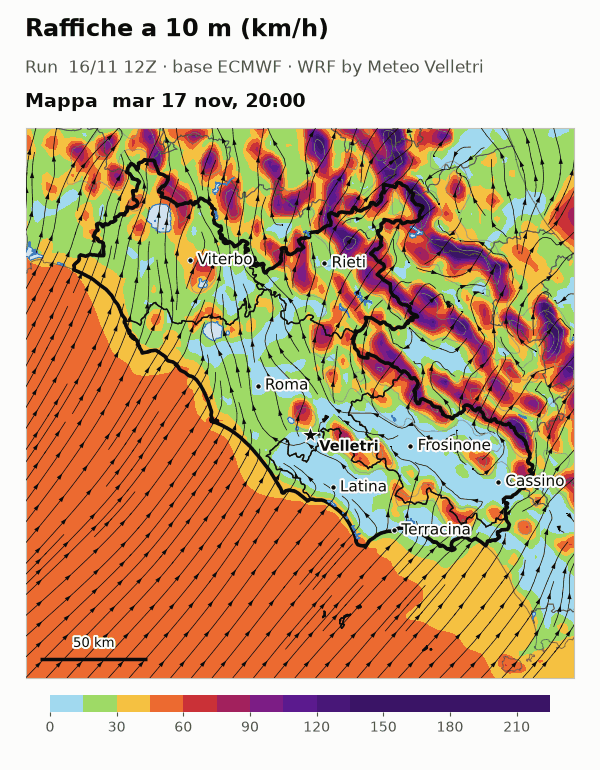 Raffiche a 10 m (km/h)
Run 16/11 12Z · base ECMWF · WRF by Meteo Velletri
Mappa mar 17 nov, 20:00
Viterbo
Rieti
Roma
Velletri
Frosinone
Cassino
Latina
Terracina
50 km
0 30 60 90 120 150 180 210